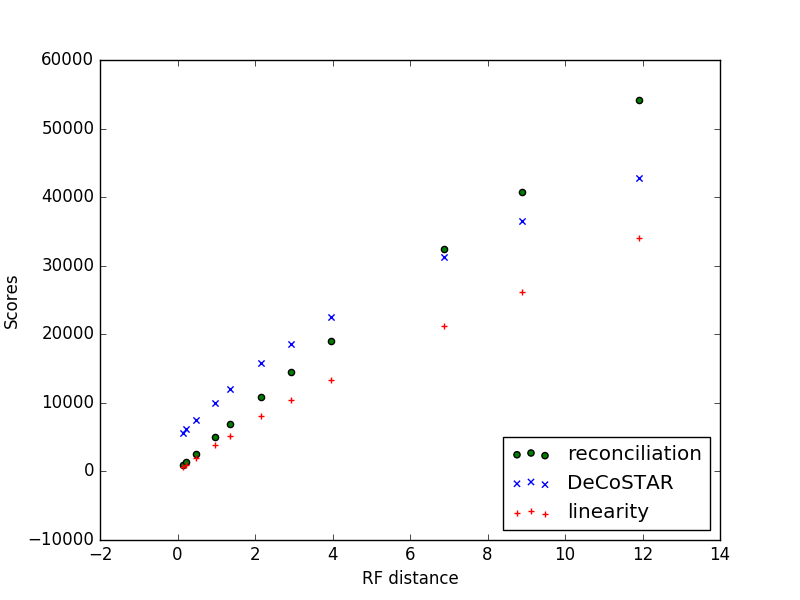 60000
50000
40000
30000
20000
10000
0
−10000
Scores
reconciliation
DeCoSTAR
linearity
−2 0 2 4 6 8 10 12 14
RF distance